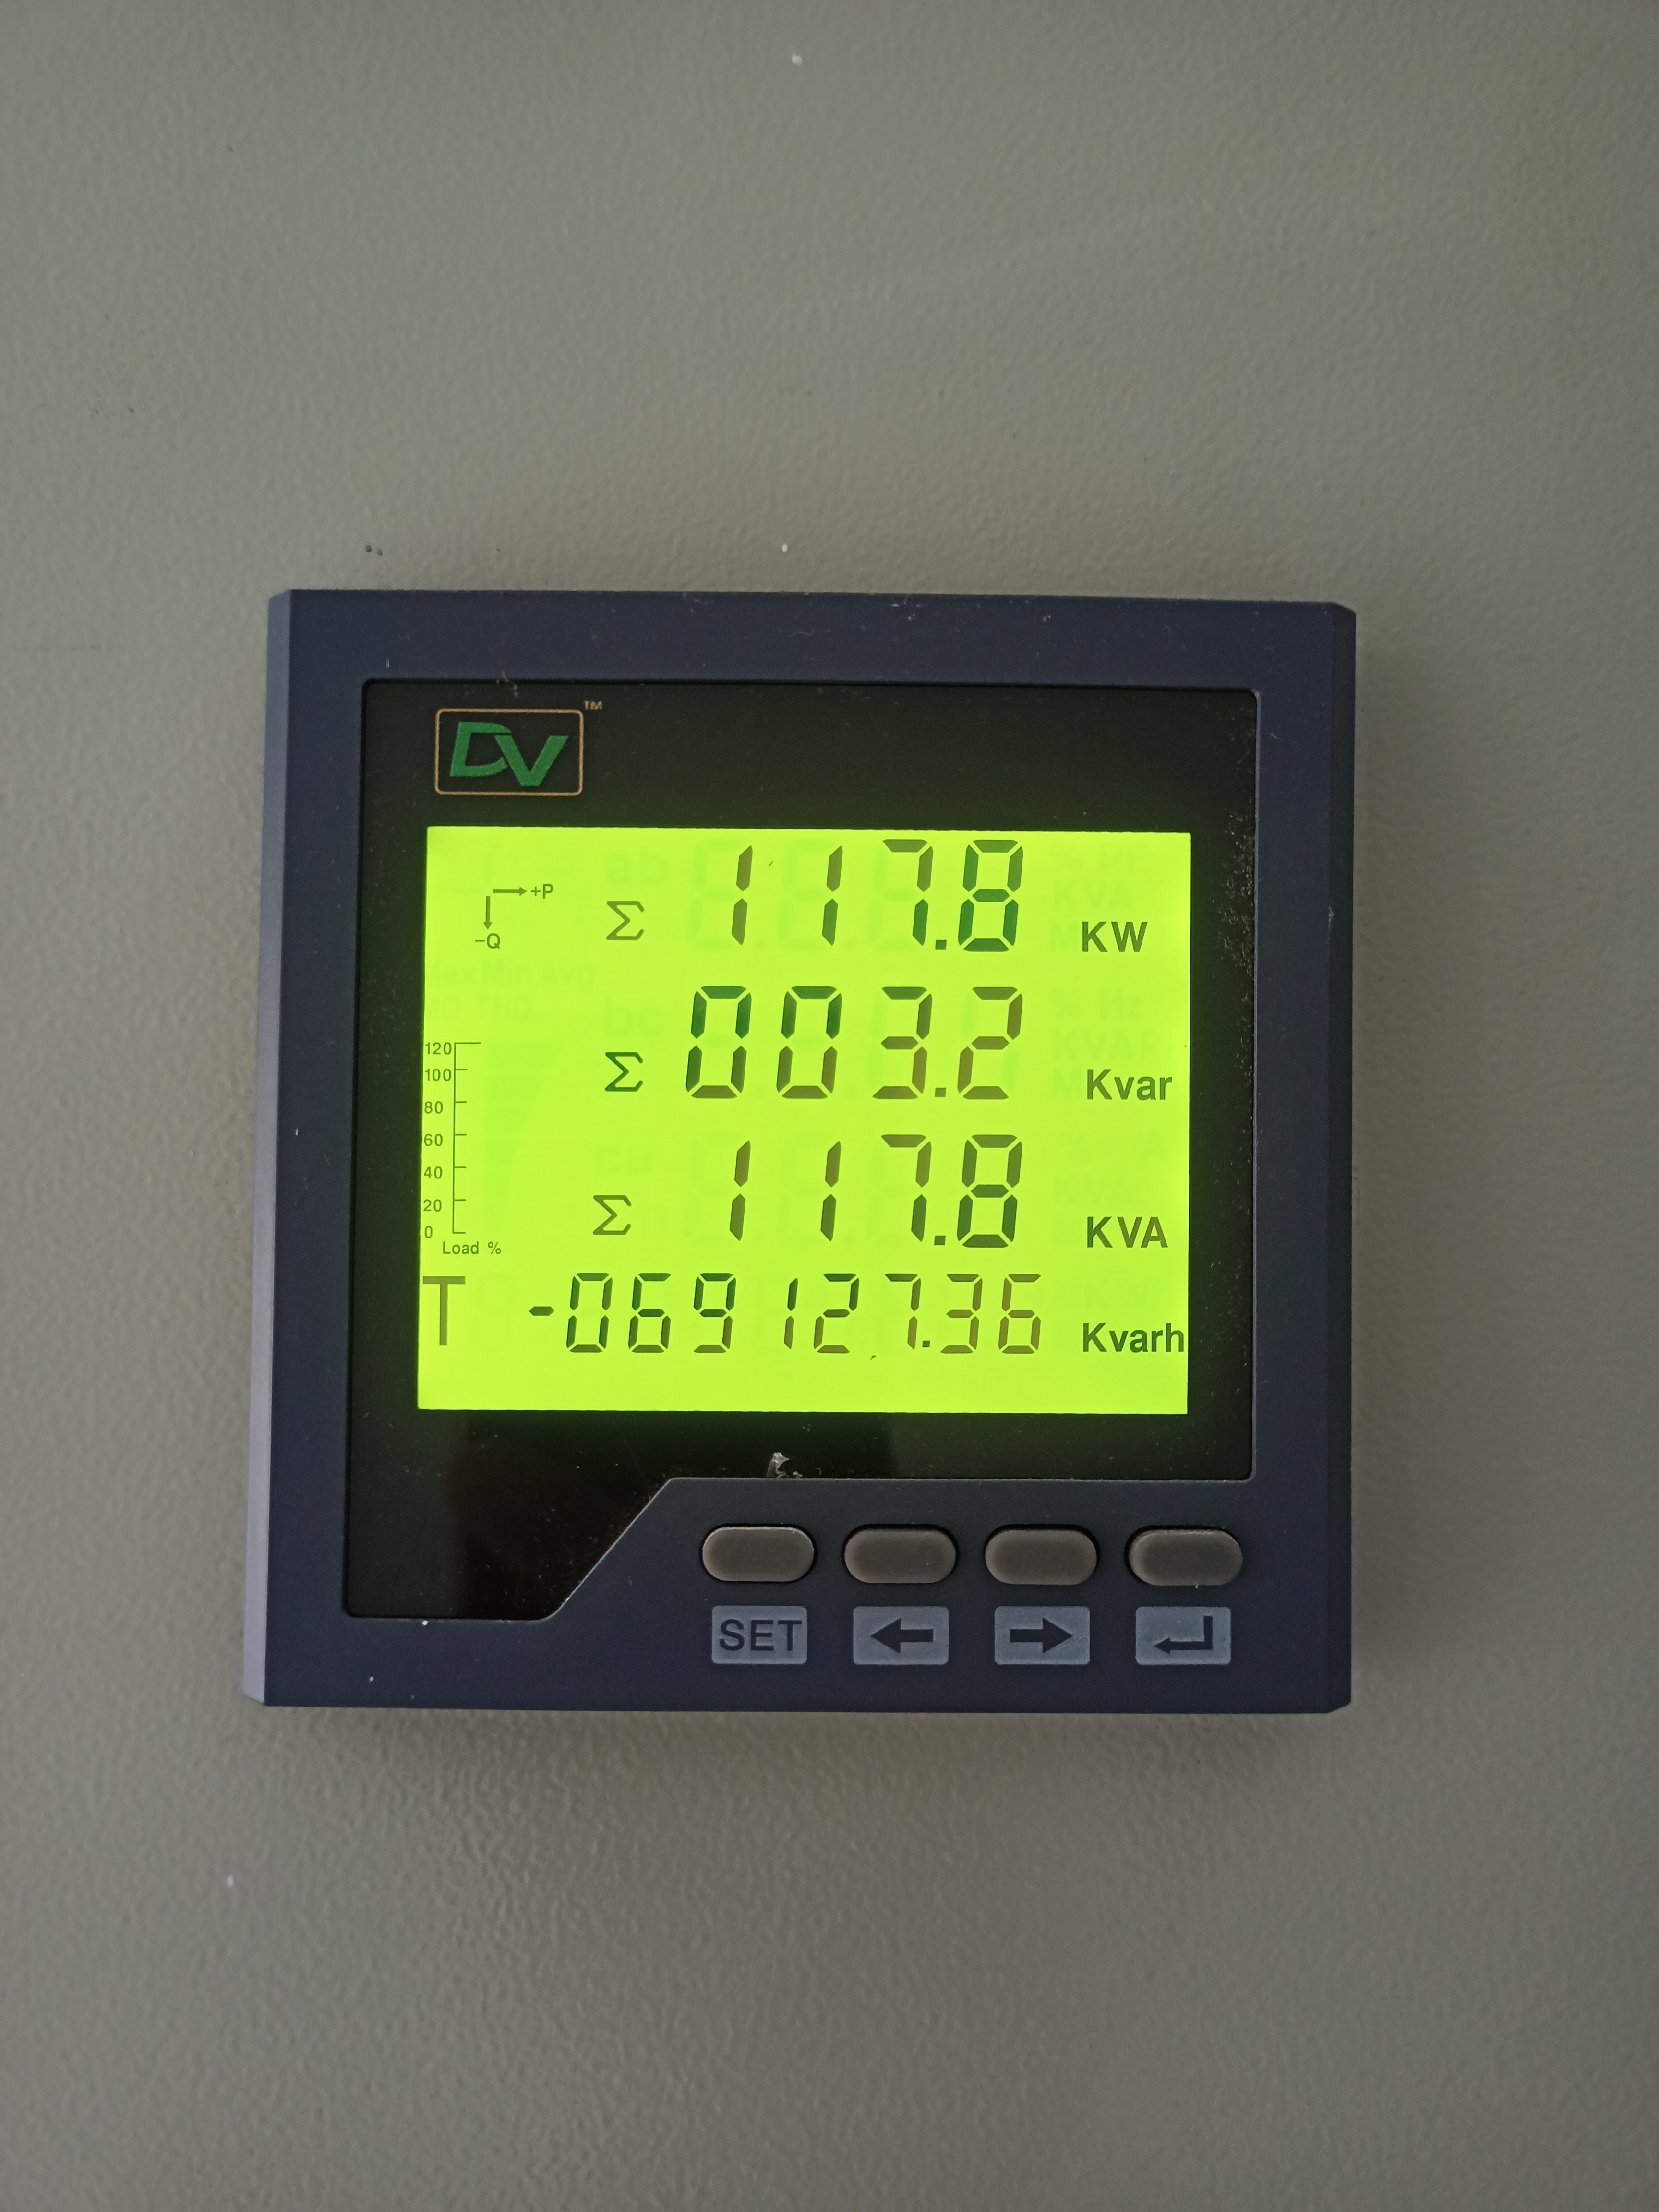 DV™
Σ 117.8 KW
→+P
-Q
Σ 003.2 Kvar
120
100
80
60
40
20
0
Load %
Σ 117.8 KVA
T -069127.36 Kvarh
SET